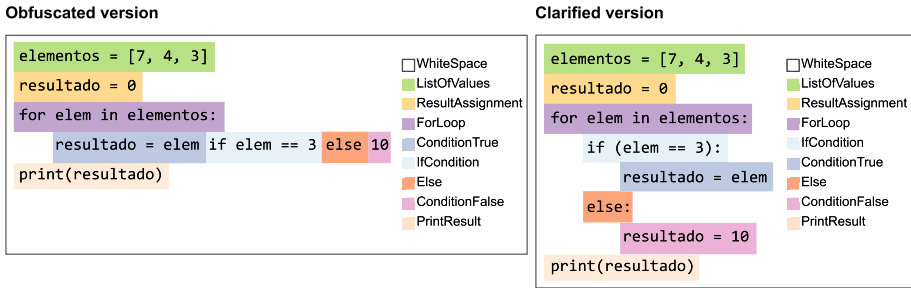 Obfuscated version
elementos = [7, 4, 3]
resultado = 0
for elem in elementos:
resultado = elem if elem == 3 else 10
print(resultado)
WhiteSpace
ListOfValues
ResultAssignment
ForLoop
ConditionTrue
IfCondition
Else
ConditionFalse
PrintResult
Clarified version
elementos = [7, 4, 3]
resultado = 0
for elem in elementos:
if (elem == 3):
resultado = elem
else:
resultado = 10
print(resultado)
WhiteSpace
ListOfValues
ResultAssignment
ForLoop
IfCondition
ConditionTrue
Else
ConditionFalse
PrintResult